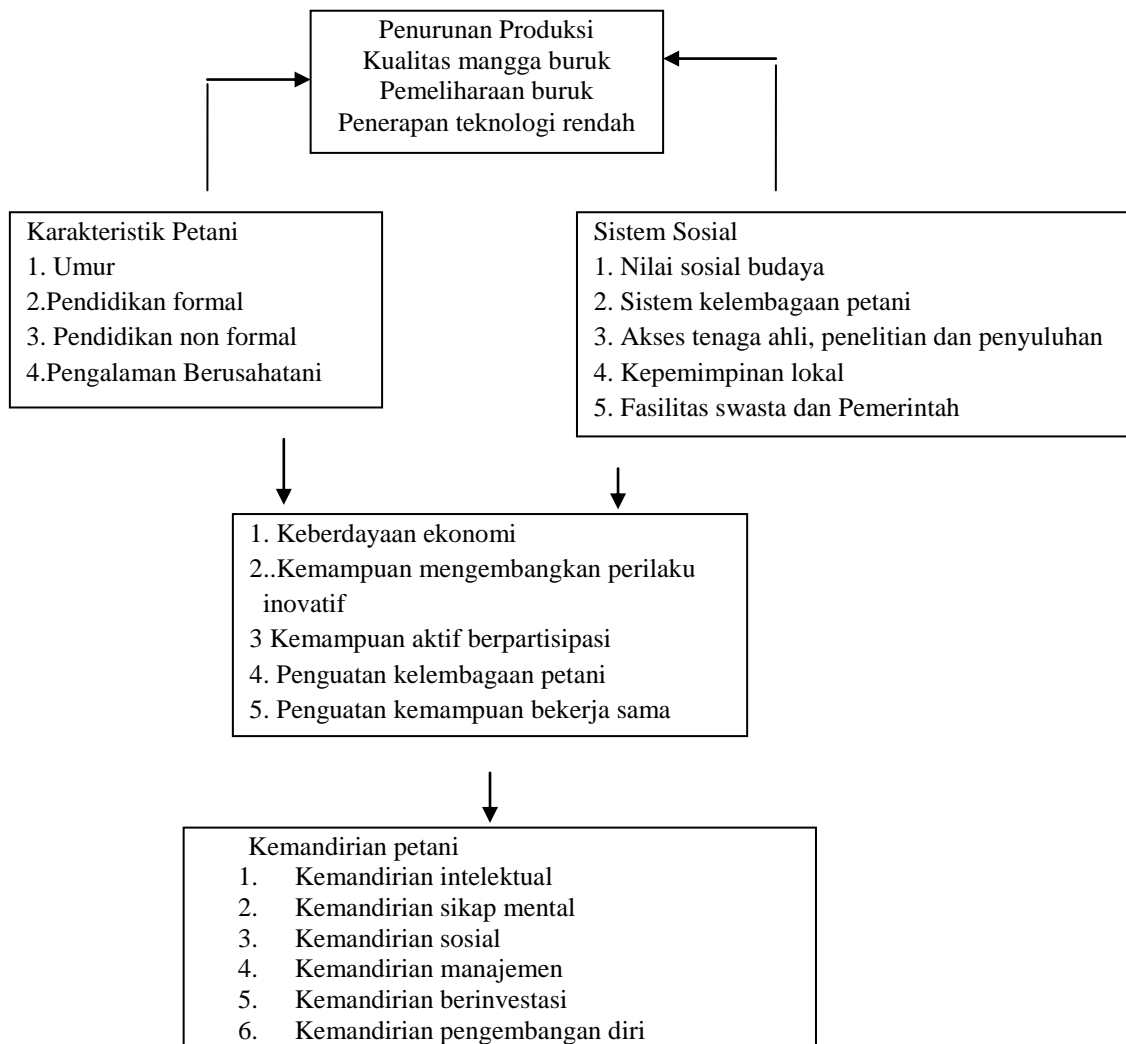 Penurunan Produksi
Kualitas mangga buruk
Pemeliharaan buruk
Penerapan teknologi rendah
Karakteristik Petani
1. Umur
2.Pendidikan formal
3. Pendidikan non formal
4.Pengalaman Berusahatani
Sistem Sosial
1. Nilai sosial budaya
2. Sistem kelembagaan petani
3. Akses tenaga ahli, penelitian dan penyuluhan
4. Kepemimpinan lokal
5. Fasilitas swasta dan Pemerintah
1. Keberdayaan ekonomi
2..Kemampuan mengembangkan perilaku
inovatif
3 Kemampuan aktif berpartisipasi
4. Penguatan kelembagaan petani
5. Penguatan kemampuan bekerja sama
Kemandirian petani
1. Kemandirian intelektual
2. Kemandirian sikap mental
3. Kemandirian sosial
4. Kemandirian manajemen
5. Kemandirian berinvestasi
6. Kemandirian pengembangan diri